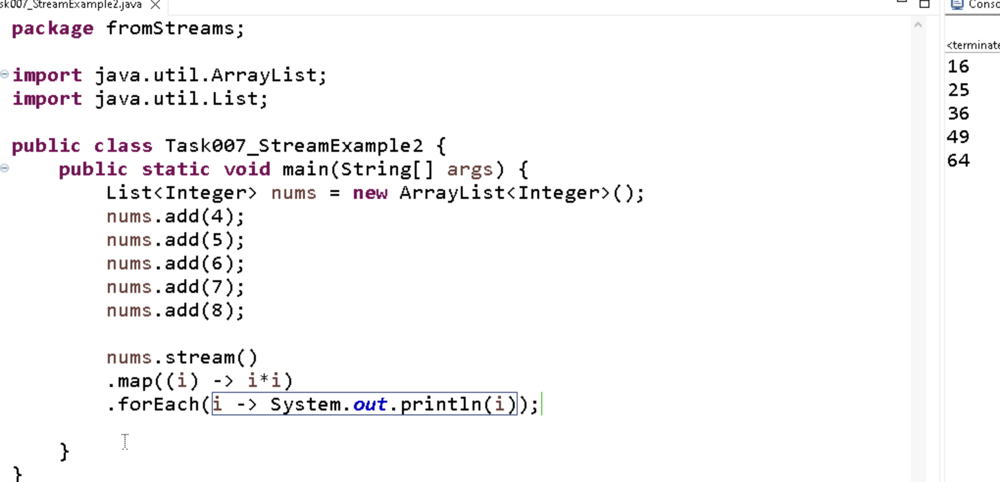 sk007_StreamExample2.java
package fromStreams;
import java.util.ArrayList;
import java.util.List;
public class Task007_StreamExample2 {
public static void main(String[] args) {
List<Integer> nums = new ArrayList<Integer>();
nums.add(4);
nums.add(5);
nums.add(6);
nums.add(7);
nums.add(8);
nums.stream()
.map((i) -> i*i)
.forEach(i -> System.out.println(i));
}
}
Conso
<terminate
16
25
36
49
64